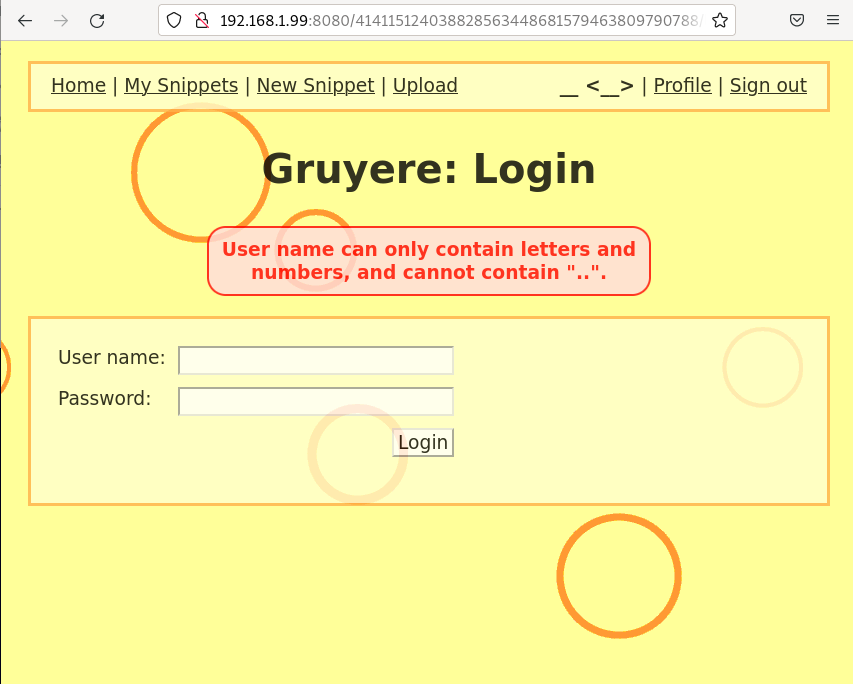 192.168.1.99:8080/414115124038828563448681579463809790788/
Home | My Snippets | New Snippet | Upload __ <__> | Profile | Sign out
Gruyere: Login
User name can only contain letters and
numbers, and cannot contain "..".
User name:
Password:
Login